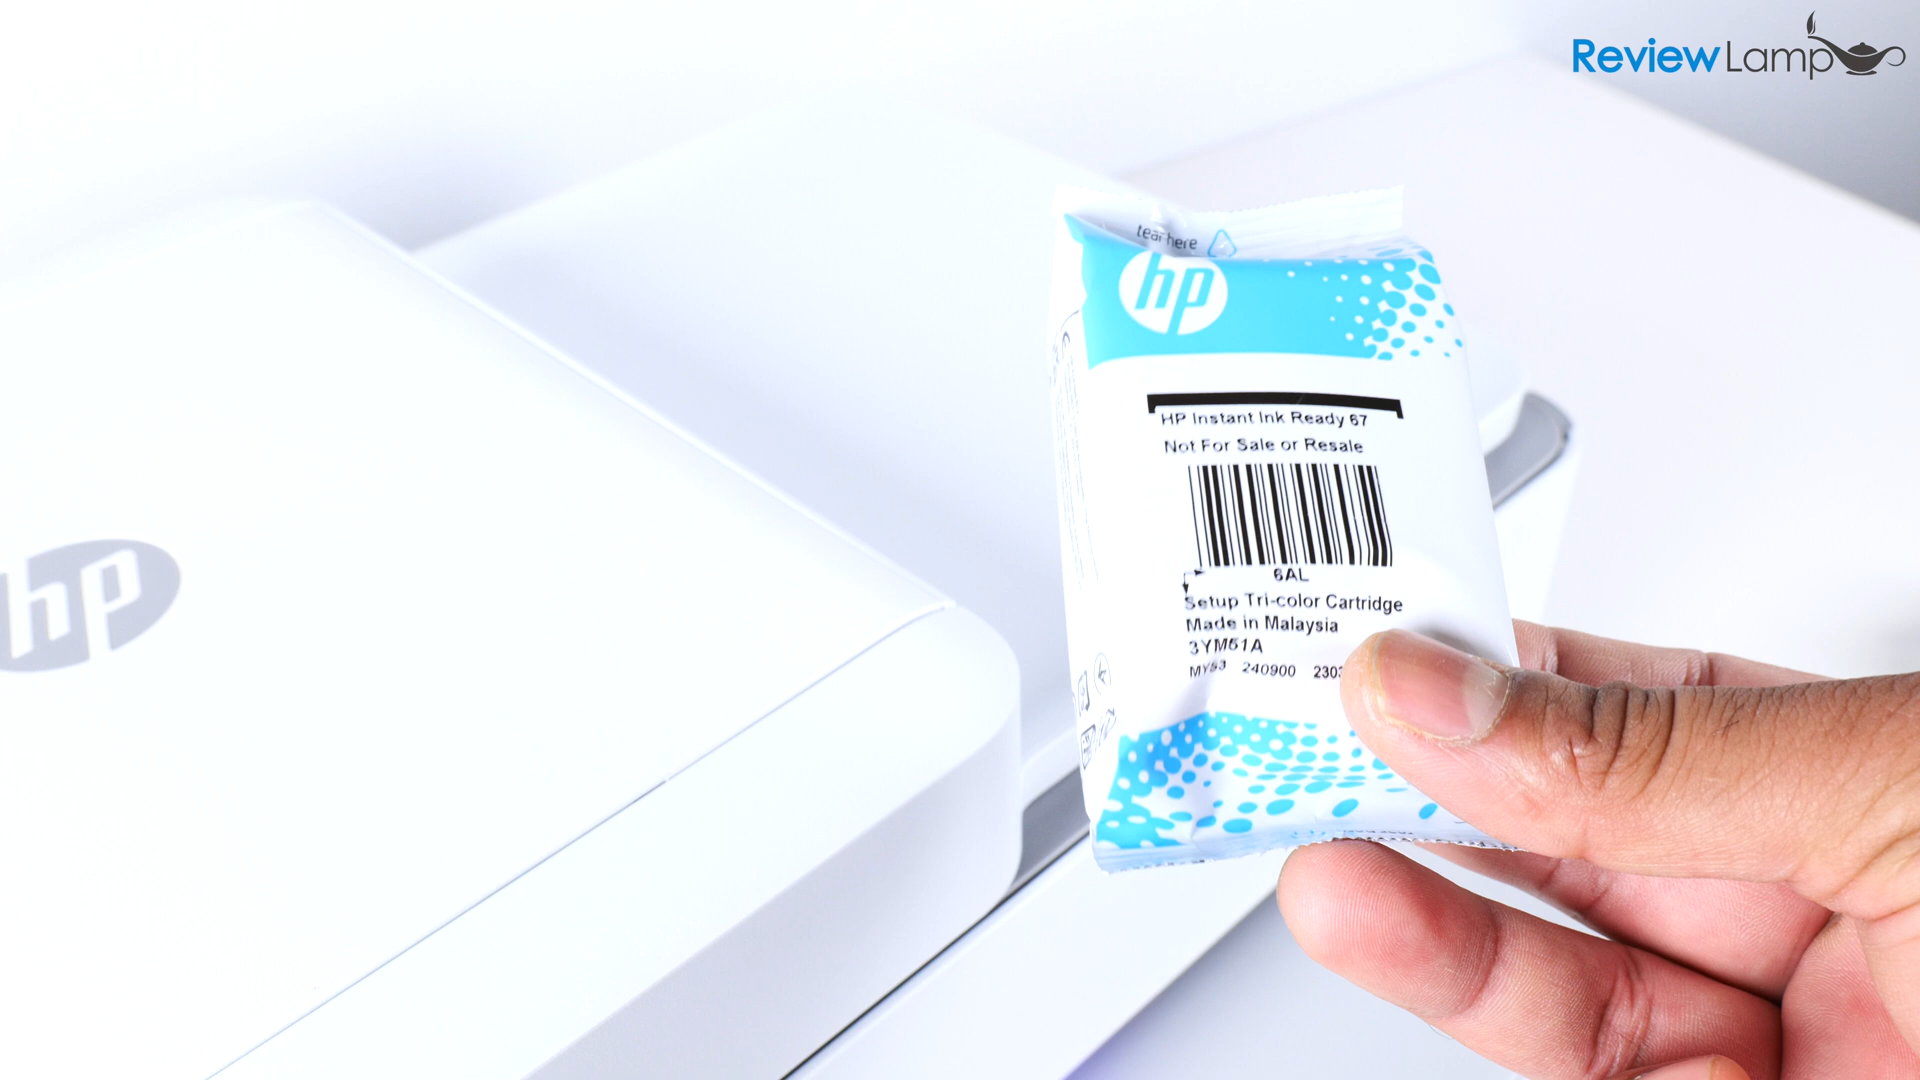 ReviewLamp
tear here
hp
HP Instant Ink Ready 67
Not For Sale or Resale
6AL
Setup Tri-color Cartridge
Made in Malaysia
3YM51A
240900
hp